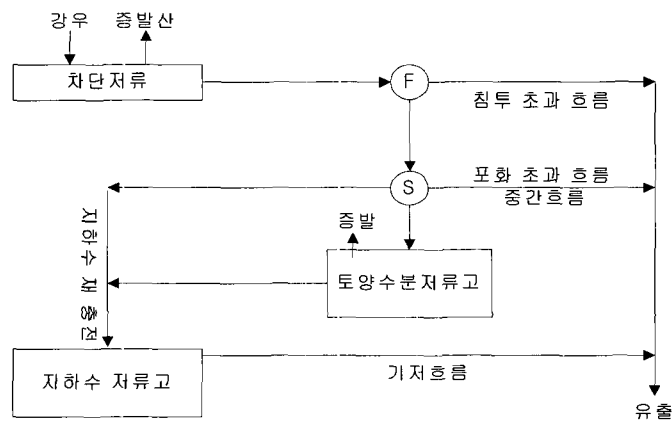 강우
증발산
차단저류
F
침투 초과 흐름
S
포화 초과 흐름
중간흐름
증발
토양수분저류고
지하수 재 충전
자하수 저류고
기저흐름
유출